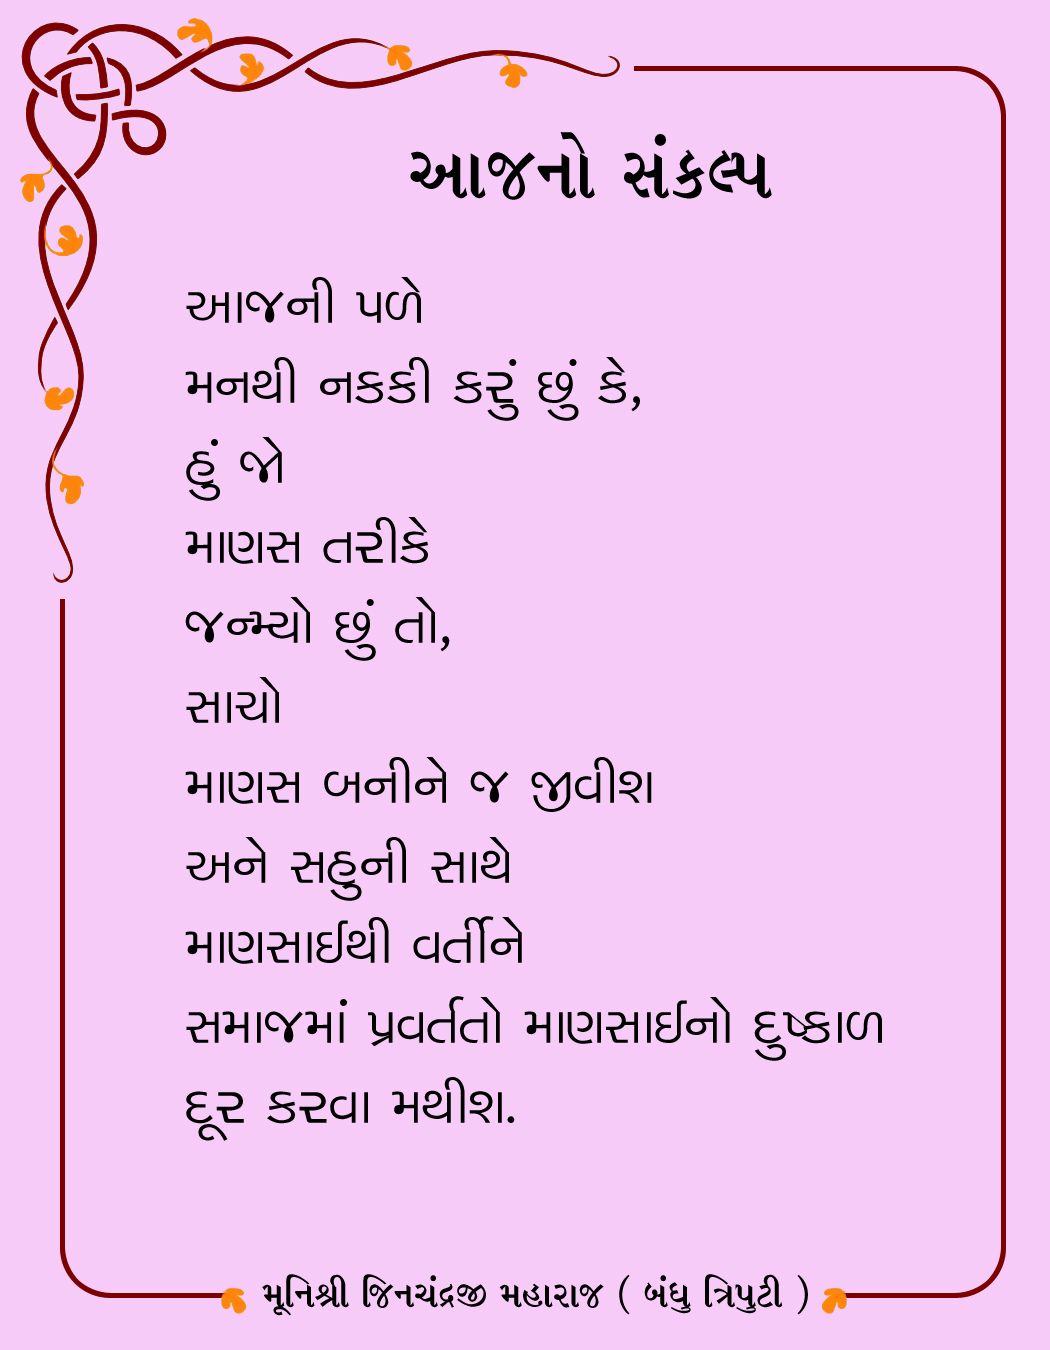 આજનો સંકલ્પ
આજની પળે
મનથી નકકી કરું છું કે,
હું જો
માણસ તરીકે
જન્મ્યો છું તો,
સાચો
માણસ બનીને જ જીવીશ
અને સહુની સાથે
માણસાઈથી વર્તીને
સમાજમાં પ્રવર્તતો માણસાઈનો દુષ્કાળ
દૂર કરવા મથીશ.
મૂનિશ્રી જિનચંદ્રજી મહારાજ ( બંધુ ત્રિપુટી )